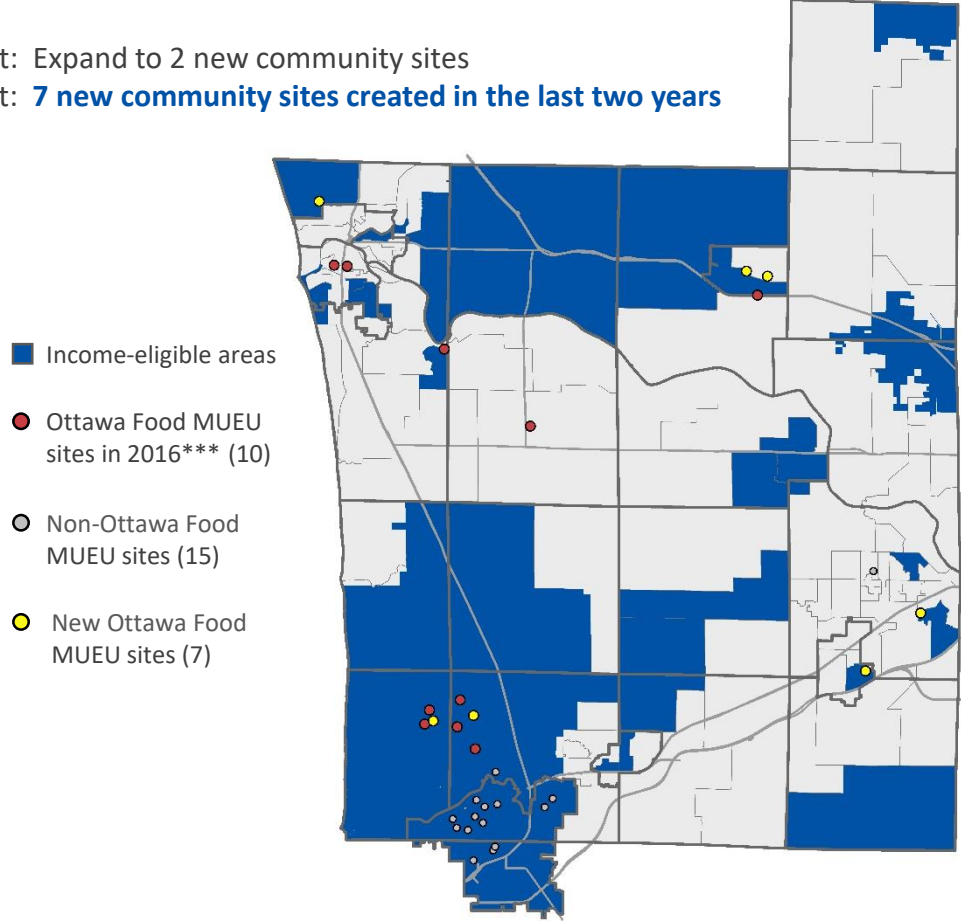 t: Expand to 2 new community sites
t: 7 new community sites created in the last two years
Income-eligible areas
Ottawa Food MUEU
sites in 2016*** (10)
Non-Ottawa Food
MUEU sites (15)
New Ottawa Food
MUEU sites (7)